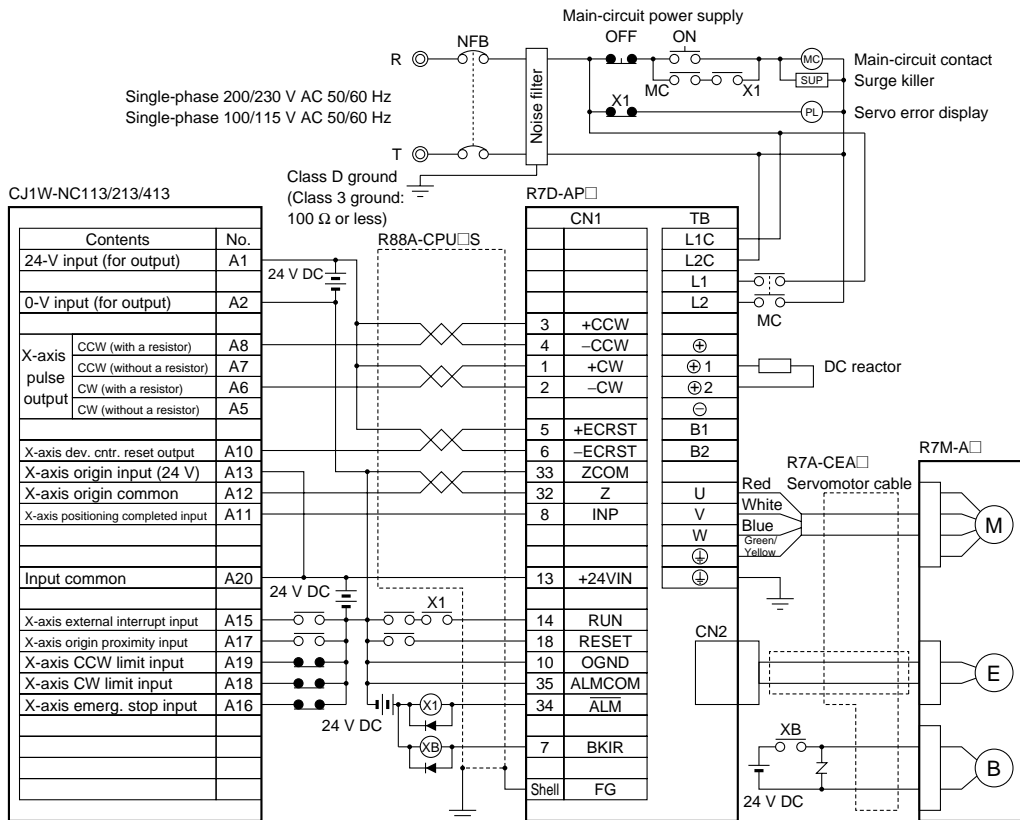 Main-circuit power supply
OFF ON
R NFB Noise filter MC Main-circuit contact
MC X1 SUP Surge killer
Single-phase 200/230 V AC 50/60 Hz
Single-phase 100/115 V AC 50/60 Hz
X1 PL Servo error display
T
Class D ground
(Class 3 ground:
100 Ω or less)
CJ1W-NC113/213/413
R7D-AP□
R88A-CPU□S
CN1 TB
Contents No.
L1C
24-V input (for output) A1 L2C
24 V DC L1
0-V input (for output) A2 L2
MC
3 +CCW
X-axis pulse output
CCW (with a resistor) A8 4 −CCW ⊕
CCW (without a resistor) A7 1 +CW ⊕1 DC reactor
CW (with a resistor) A6 2 −CW ⊕2
CW (without a resistor) A5 ⊖
5 +ECRST B1
X-axis dev. cntr. reset output A10 6 −ECRST B2
R7M-A□
X-axis origin input (24 V) A13 33 ZCOM
R7A-CEA□
Servomotor cable
X-axis origin common A12 32 Z U Red
X-axis positioning completed input A11 8 INP V White
W Blue
Green/
Yellow
M
Input common A20 13 +24VIN
24 V DC
X1
X-axis external interrupt input A15 14 RUN
X-axis origin proximity input A17 18 RESET CN2
X-axis CCW limit input A19 10 OGND
X-axis CW limit input A18 35 ALMCOM E
X-axis emerg. stop input A16 X1 34 ALM
24 V DC
XB 7 BKIR
XB
B
24 V DC
Shell FG